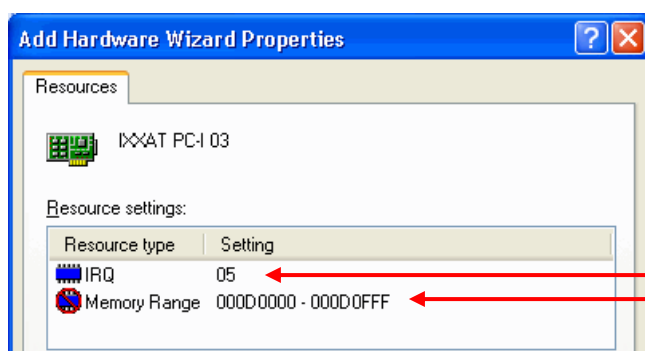 Add Hardware Wizard Properties
Resources
IXXAT PC-I 03
Resource settings:
Resource type Setting
IRQ 05
Memory Range 000D0000 - 000D0FFF